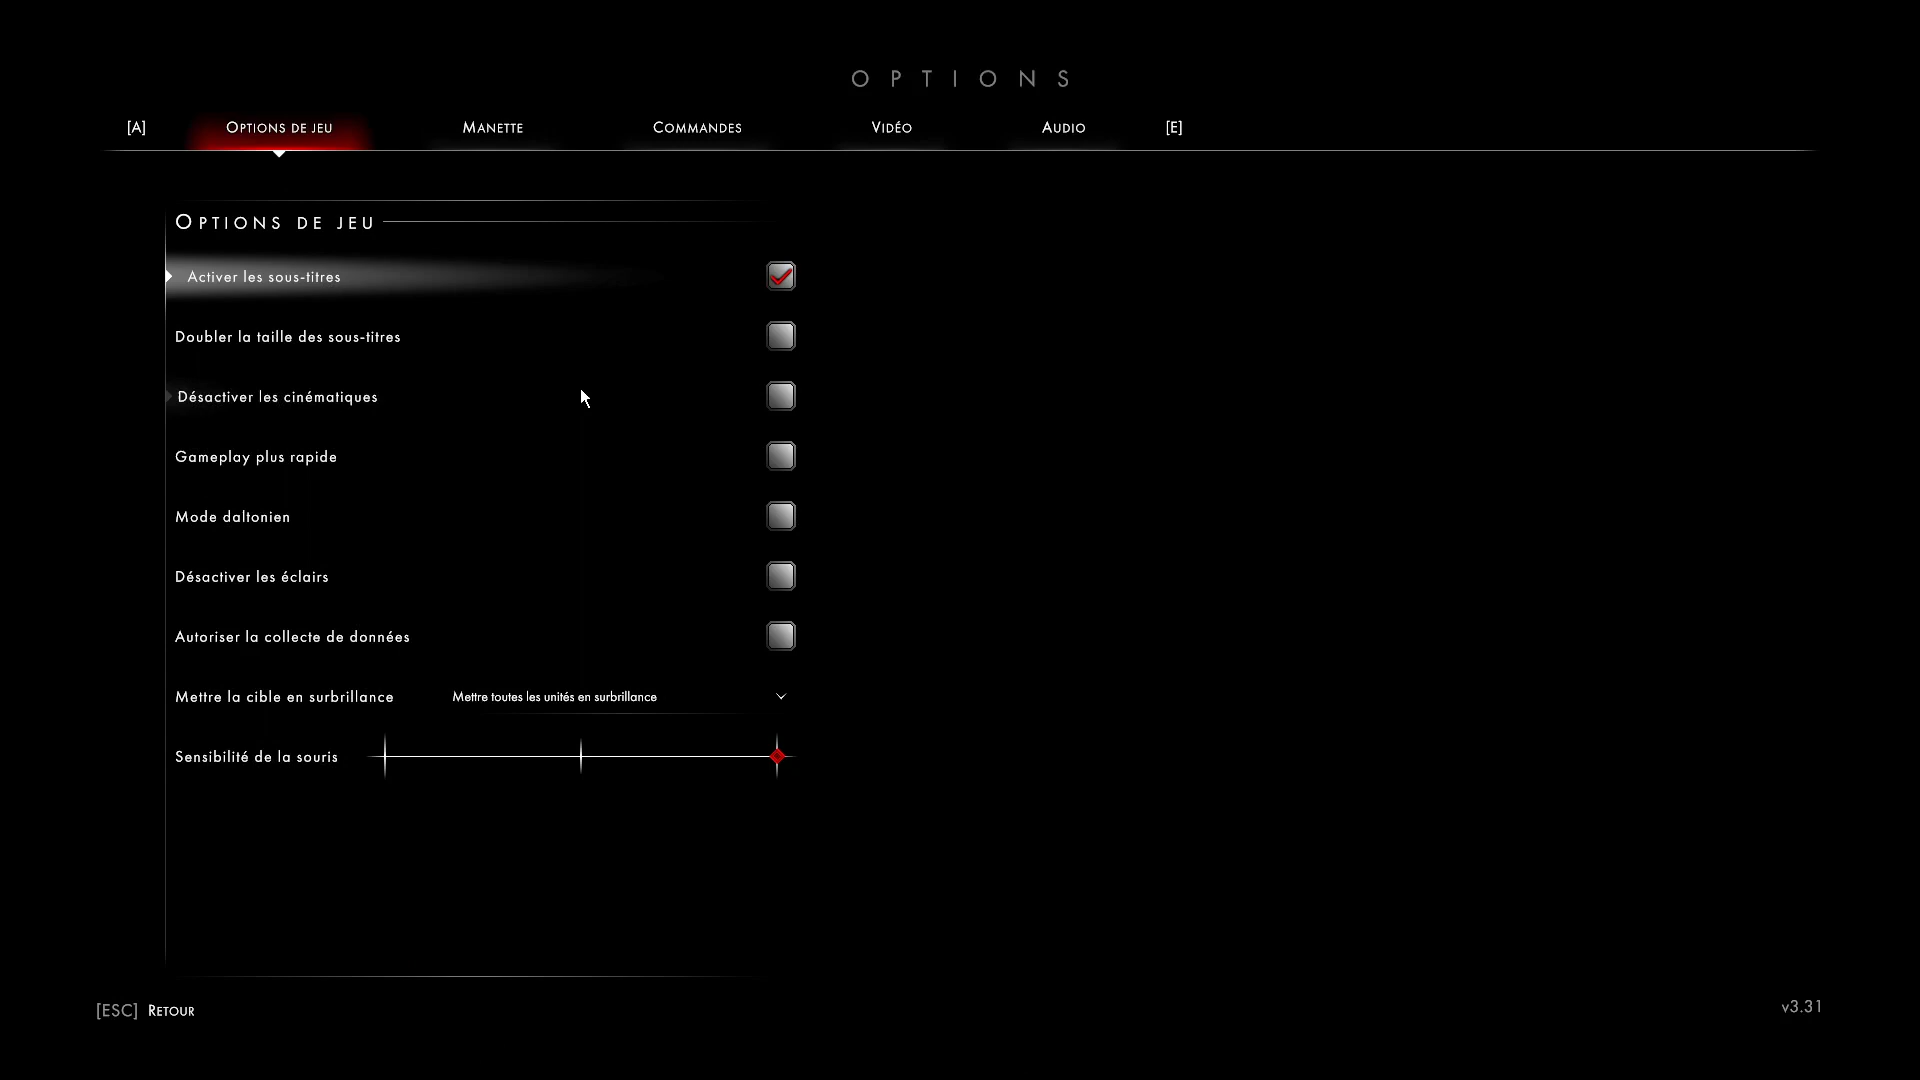 OPTIONS
[A] Options de jeu Manette Commandes Vidéo Audio [E]
Options de jeu
Activer les sous-titres
Doubler la taille des sous-titres
Désactiver les cinématiques
Gameplay plus rapide
Mode daltonien
Désactiver les éclairs
Autoriser la collecte de données
Mettre la cible en surbrillance Mettre toutes les unités en surbrillance
Sensibilité de la souris
[ESC] Retour
v3.31